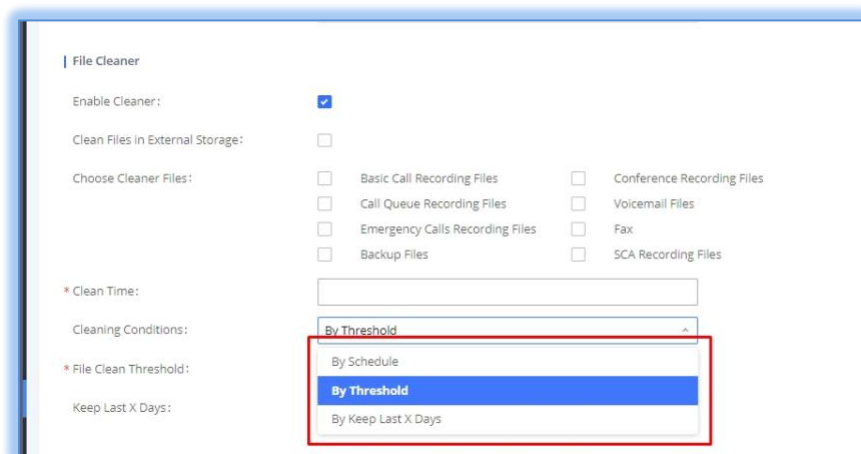 File Cleaner
Enable Cleaner:
Clean Files in External Storage:
Choose Cleaner Files:
Basic Call Recording Files
Conference Recording Files
Call Queue Recording Files
Voicemail Files
Emergency Calls Recording Files
Fax
Backup Files
SCA Recording Files
* Clean Time:
Cleaning Conditions:
By Threshold
* File Clean Threshold:
By Schedule
By Threshold
Keep Last X Days:
By Keep Last X Days